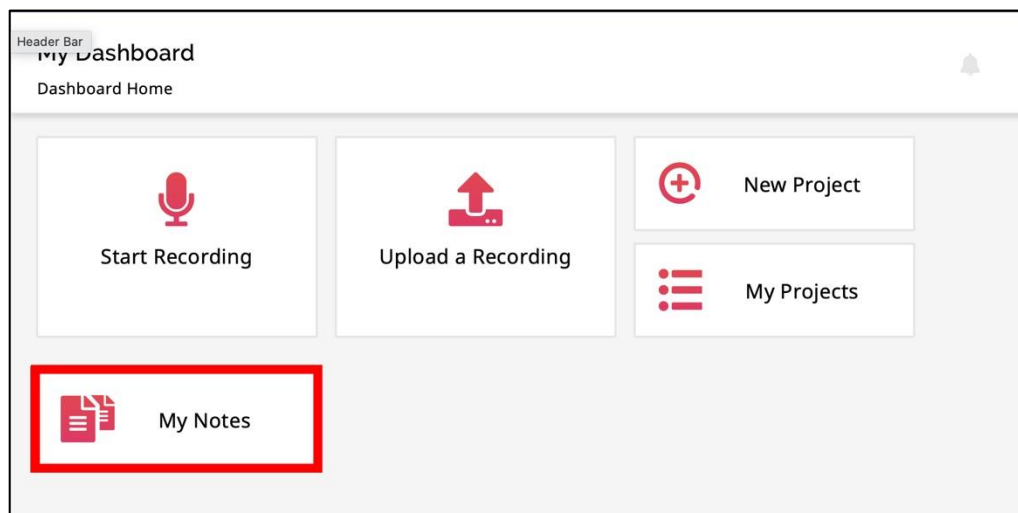 Header Bar
My Dashboard
Dashboard Home
Start Recording
Upload a Recording
New Project
My Projects
My Notes